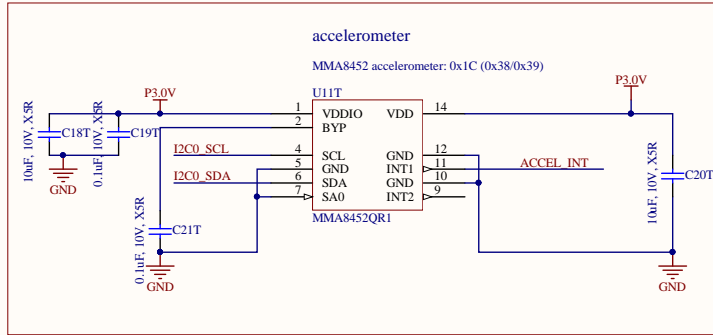 accelerometer
MMA8452 accelerometer: 0x1C (0x38/0x39)
P3.0V
U11T
P3.0V
1 VDDIO VDD 14
2 BYP
C18T
C19T
10uF, 10V, X5R
0.1uF, 10V, X5R
GND
I2C0_SCL
4 SCL GND 12
5 GND INT1 11
ACCEL_INT
I2C0_SDA
6 SDA GND 10
7 SA0 INT2 9
MMA8452QR1
C20T
10uF, 10V, X5R
C21T
0.1uF, 10V, X5R
GND
GND